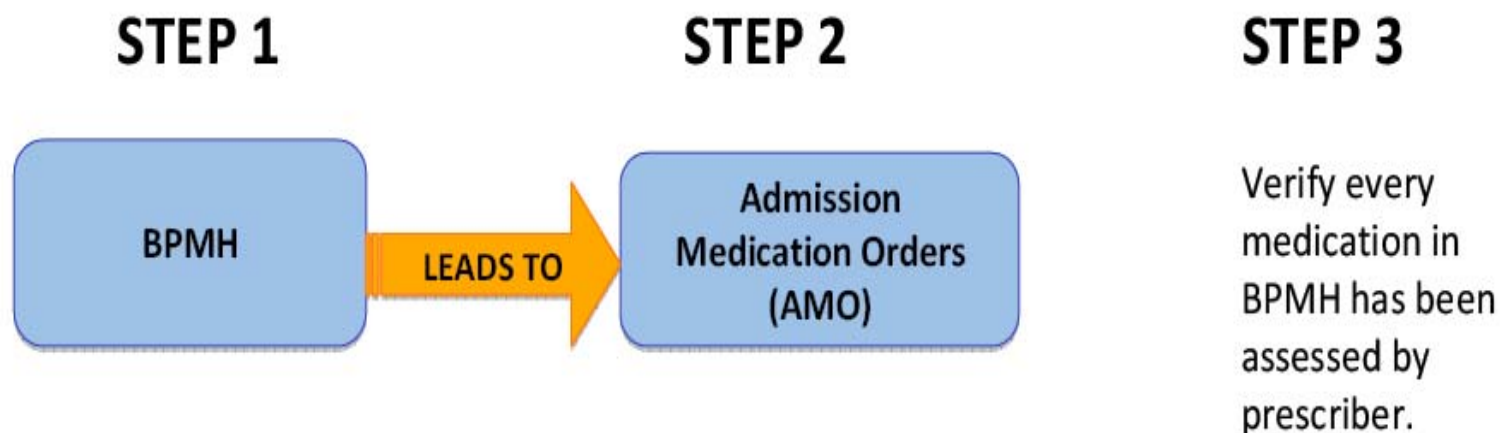 STEP 1
STEP 2
STEP 3
BPMH
LEADS TO
Admission
Medication Orders
(AMO)
Verify every
medication in
BPMH has been
assessed by
prescriber.